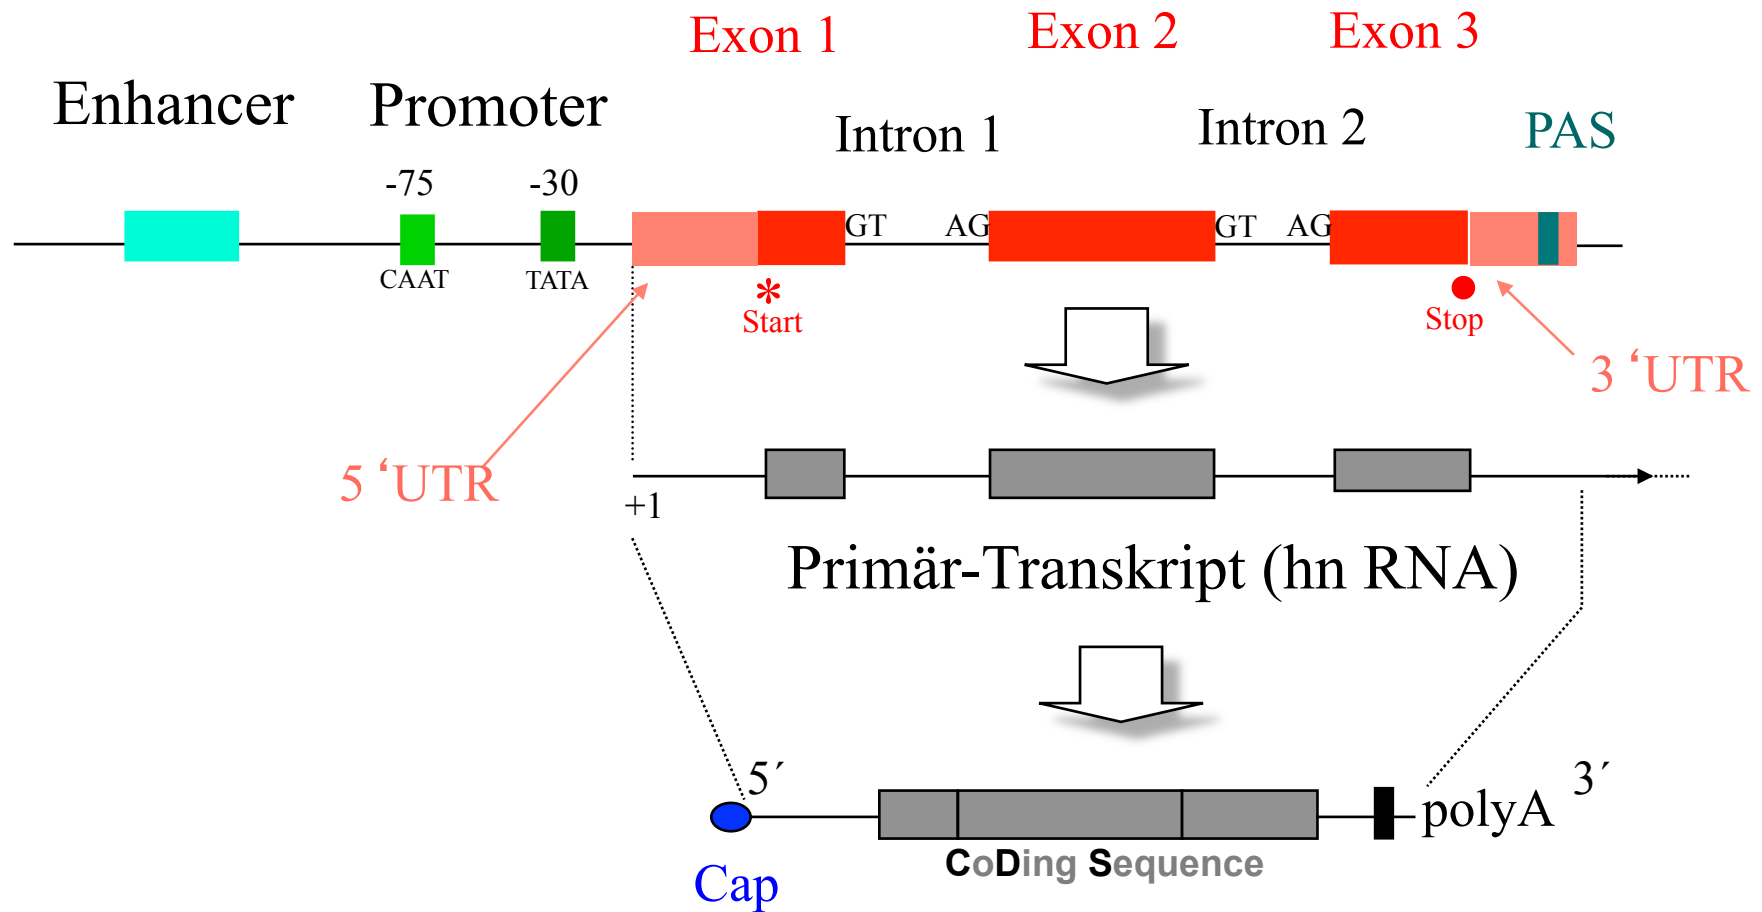 Exon 1 Exon 2 Exon 3
Enhancer Promoter Intron 1 Intron 2 PAS
-75 -30
GT AG GT AG
CAAT TATA
*
Start Stop
3 ‘UTR
5 ‘UTR
+1
Primär-Transkript (hn RNA)
5´ 3´
polyA
CoDing Sequence
Cap